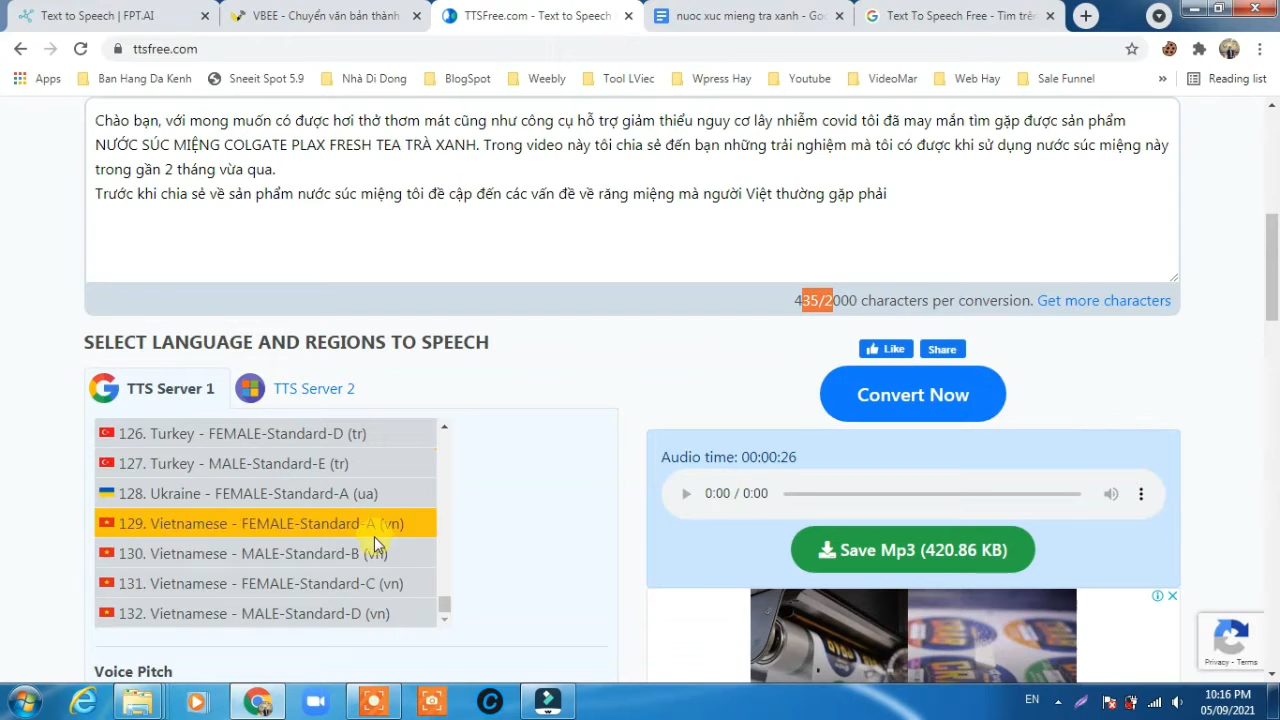 Text to Speech | FPT.AI
VBEE - Chuyển văn bản thành
TTSFree.com - Text to Speech
nuoc xuc mieng tra xanh - Goo
Text To Speech Free - Tìm trên
ttsfree.com
Apps
Ban Hang Da Kenh
Sneeit Spot 5.9
Nhà Di Dong
BlogSpot
Tool LViec
Wpress Hay
Youtube
VideoMar
Web Hay
Sale Funnel
Reading list
Chào bạn, với mong muốn có được hơi thở thơm mát cũng như công cụ hỗ trợ giảm thiểu nguy cơ lây nhiễm covid tôi đã may mắn tìm gặp được sản phẩm
NƯỚC SÚC MIỆNG COLGATE PLAX FRESH TEA TRÀ XANH. Trong video này tôi chia sẻ đến bạn những trải nghiệm mà tôi có được khi sử dụng nước súc miệng này
trong gần 2 tháng vừa qua.
Trước khi chia sẻ về sản phẩm nước súc miệng tôi đề cập đến các vấn đề về răng miệng mà người Việt thường gặp phải
435/2000 characters per conversion. Get more characters
SELECT LANGUAGE AND REGIONS TO SPEECH
Like
Share
TTS Server 1
TTS Server 2
Convert Now
126. Turkey - FEMALE-Standard-D (tr)
127. Turkey - MALE-Standard-E (tr)
128. Ukraine - FEMALE-Standard-A (ua)
129. Vietnamese - FEMALE-Standard-A (vn)
130. Vietnamese - MALE-Standard-B (vn)
131. Vietnamese - FEMALE-Standard-C (vn)
132. Vietnamese - MALE-Standard-D (vn)
Audio time: 00:00:26
0:00 / 0:00
Save Mp3 (420.86 KB)
Voice Pitch
Privacy - Terms
EN
10:16 PM
05/09/2021